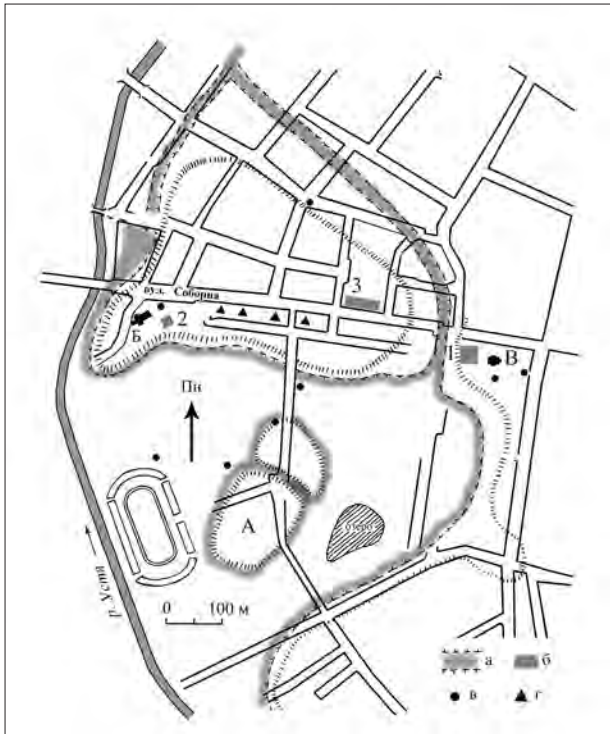 3
вул. Соборна
Б
2
1
В
Пн
А
озеро
р. Устя
0 100 м
а
б
в
г